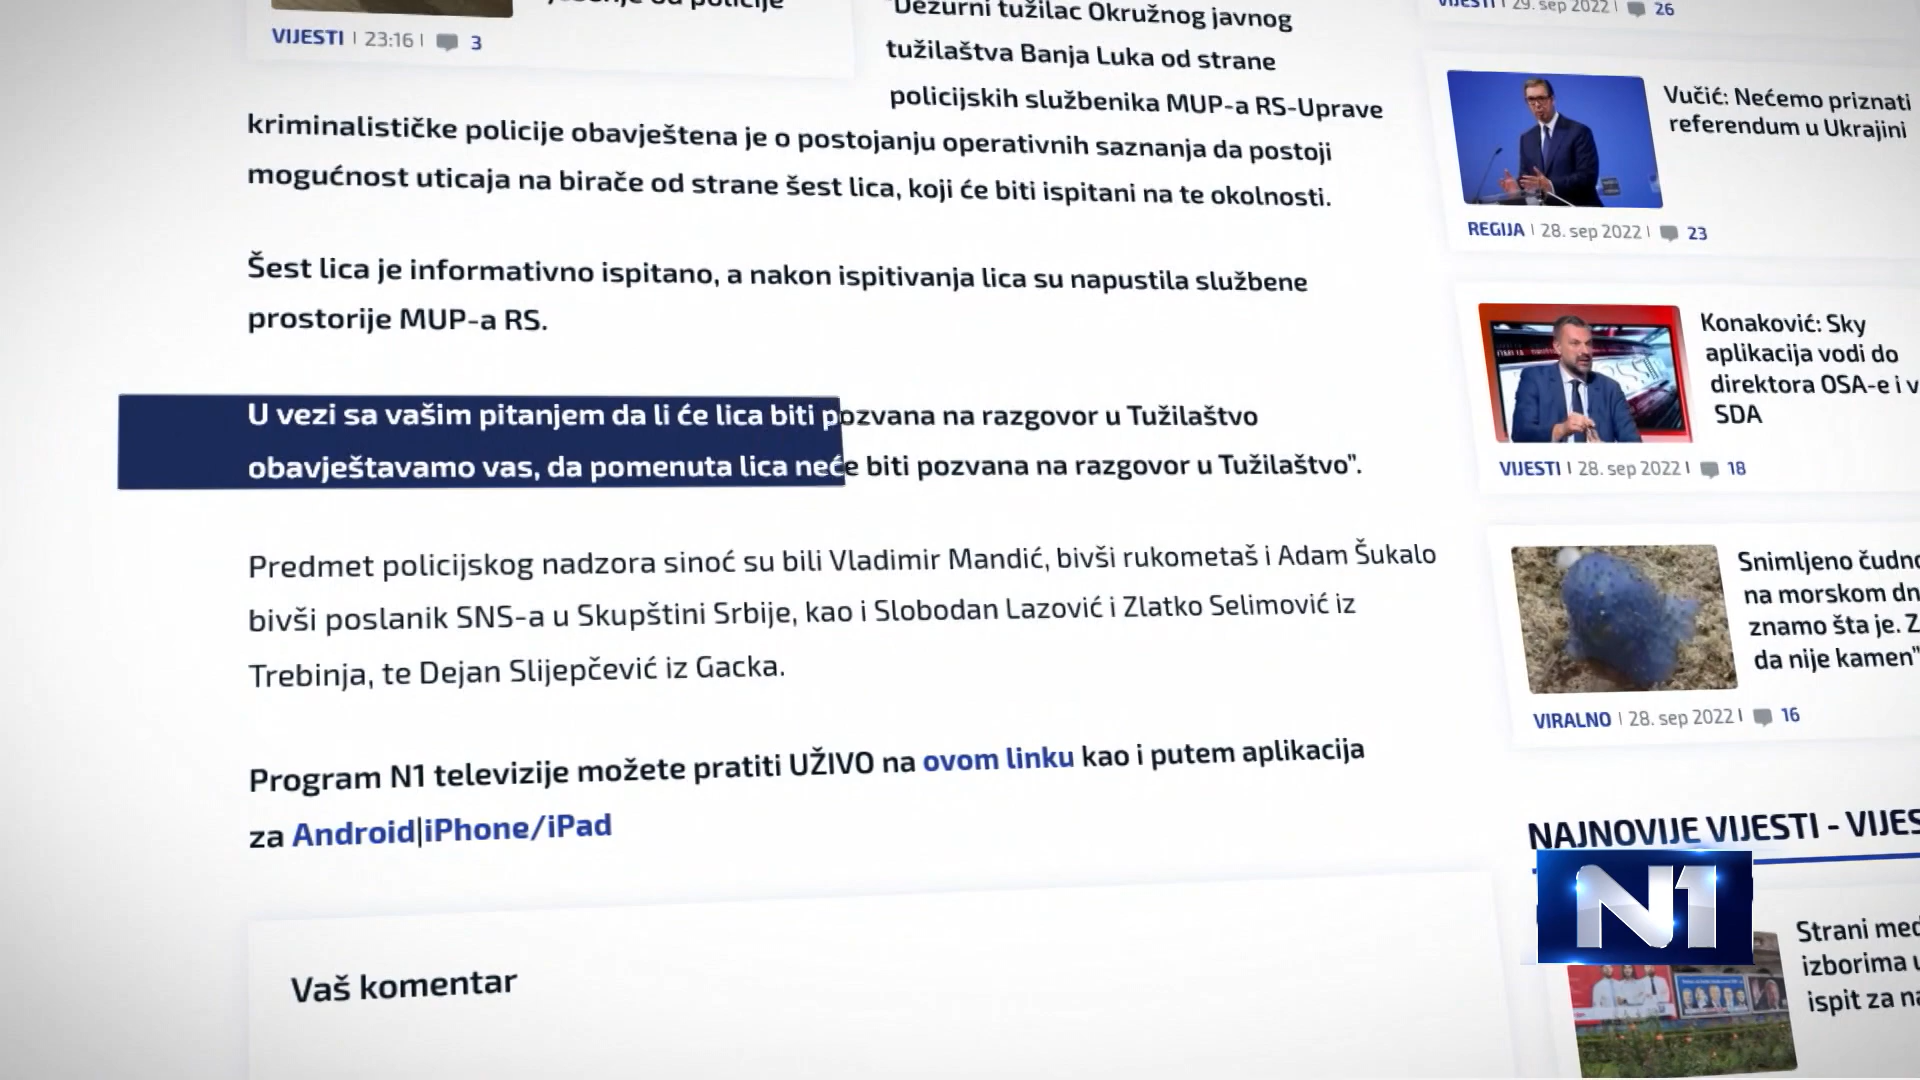 policije
VIJESTI | 23:16 | 3
Dežurni tužilac Okružnog javnog
tužilaštva Banja Luka od strane
policijskih službenika MUP-a RS-Uprave
kriminalističke policije obavještena je o postojanju operativnih saznanja da postoji
mogućnost uticaja na birače od strane šest lica, koji će biti ispitani na te okolnosti.
Šest lica je informativno ispitano, a nakon ispitivanja lica su napustila službene
prostorije MUP-a RS.
U vezi sa vašim pitanjem da li će lica biti pozvana na razgovor u Tužilaštvo
obavještavamo vas, da pomenuta lica neće biti pozvana na razgovor u Tužilaštvo”.
Predmet policijskog nadzora sinoć su bili Vladimir Mandić, bivši rukometaš i Adam Šukalo
bivši poslanik SNS-a u Skupštini Srbije, kao i Slobodan Lazović i Zlatko Selimović iz
Trebinja, te Dejan Slijepčević iz Gacka.
Program N1 televizije možete pratiti UŽIVO na ovom linku kao i putem aplikacija
za Android|iPhone/iPad
Vaš komentar
VIJESTI | 29. sep 2022 | 26
Vučić: Nećemo priznati
referendum u Ukrajini
REGIJA | 28. sep 2022 | 23
Konaković: Sky
aplikacija vodi do
direktora OSA-e i v
SDA
VIJESTI | 28. sep 2022 | 18
Snimljeno čudno
na morskom dn
znamo šta je. Z
da nije kamen"
VIRALNO | 28. sep 2022 | 16
NAJNOVIJE VIJESTI - VIJES
N1
Strani med
izborima u
ispit za na